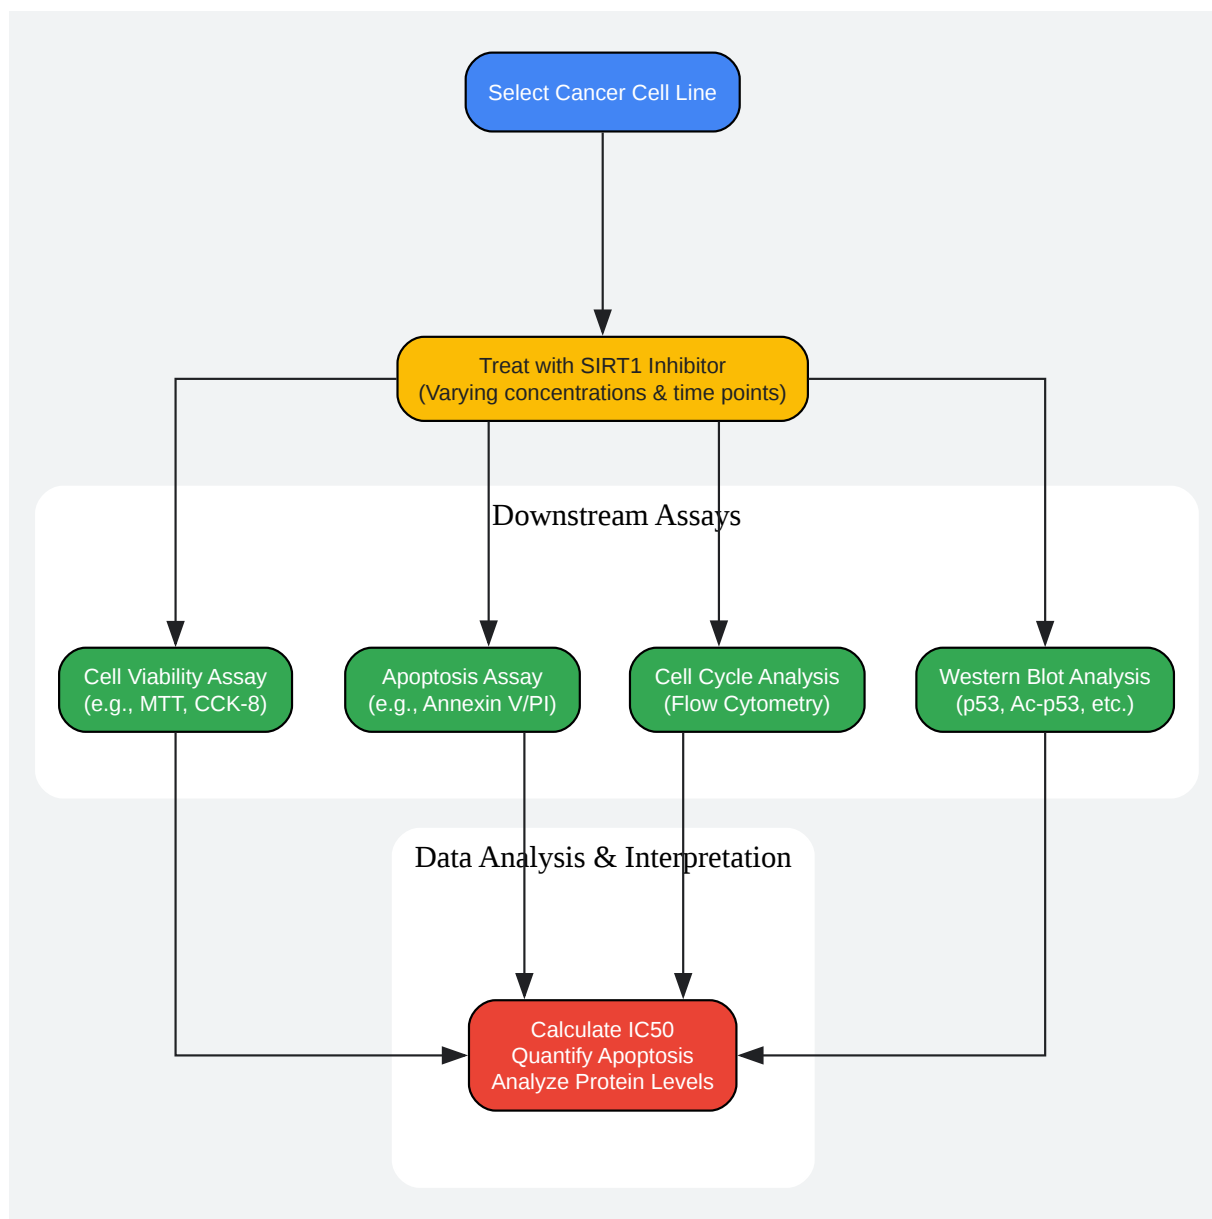 Select Cancer Cell Line
Treat with SIRT1 Inhibitor
(Varying concentrations & time points)
Downstream Assays
Cell Viability Assay
(e.g., MTT, CCK-8)
Apoptosis Assay
(e.g., Annexin V/PI)
Cell Cycle Analysis
(Flow Cytometry)
Western Blot Analysis
(p53, Ac-p53, etc.)
Data Analysis & Interpretation
Calculate IC50
Quantify Apoptosis
Analyze Protein Levels